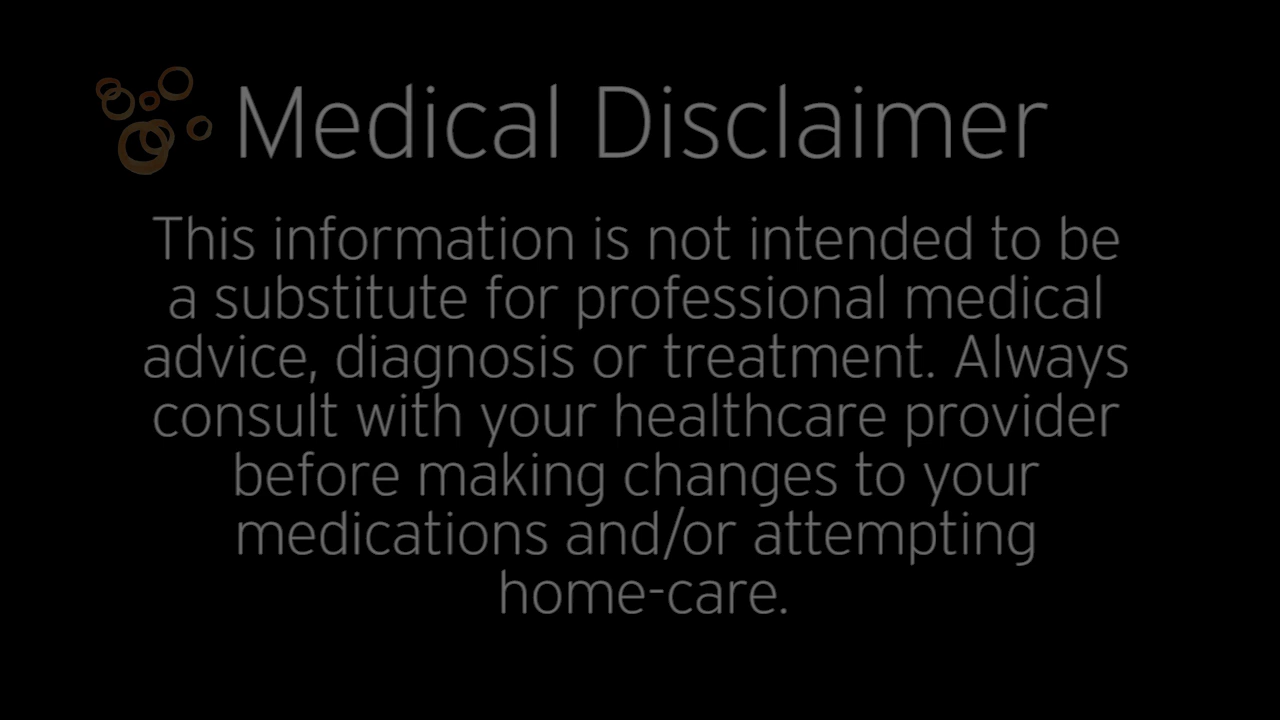 Medical Disclaimer
This information is not intended to be
a substitute for professional medical
advice, diagnosis or treatment. Always
consult with your healthcare provider
before making changes to your
medications and/or attempting
home-care.